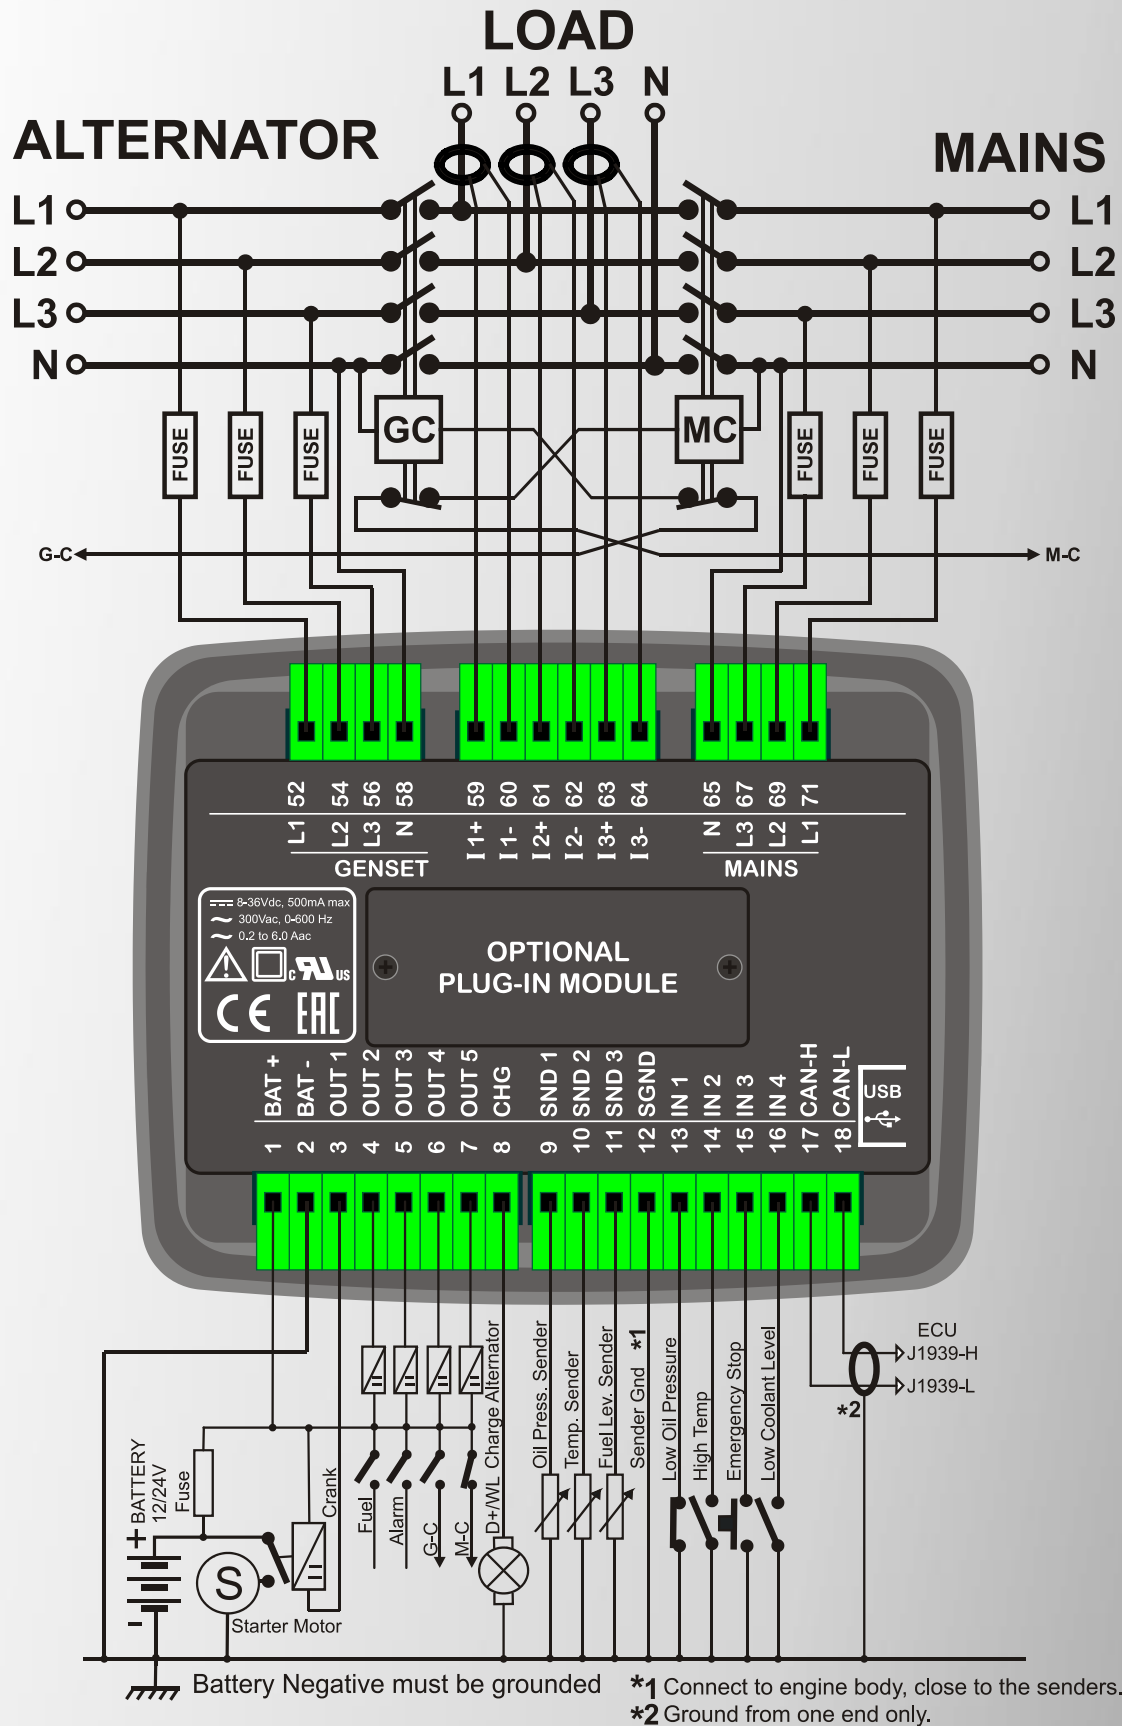 LOAD
L1 L2 L3 N
ALTERNATOR
MAINS
L1
L2
L3
N
L1
L2
L3
N
FUSE
FUSE
FUSE
GC
MC
FUSE
FUSE
FUSE
G-C
M-C
52 54 56 58 59 60 61 62 63 64 65 67 69 71
L1 L2 L3 N I1+ I1- I2+ I2- I3+ I3- N L3 L2 L1
GENSET
MAINS
8-36Vdc, 500mA max
300Vac, 0-600 Hz
0.2 to 6.0 Aac
C RU US
CE EAC
OPTIONAL
PLUG-IN MODULE
BAT + BAT - OUT 1 OUT 2 OUT 3 OUT 4 OUT 5 CHG SND 1 SND 2 SND 3 SGND IN 1 IN 2 IN 3 IN 4 CAN-H CAN-L
USB
1 2 3 4 5 6 7 8 9 10 11 12 13 14 15 16 17 18
ECU
J1939-H
J1939-L
*2
+ BATTERY
12/24V
-
Fuse
S
Starter Motor
Crank
Fuel
Alarm
G-C
M-C
D+/WL Charge Alternator
Oil Press. Sender
Temp. Sender
Fuel Lev. Sender
Sender Gnd *1
Low Oil Pressure
High Temp
Emergency Stop
Low Coolant Level
Battery Negative must be grounded
*1 Connect to engine body, close to the senders.
*2 Ground from one end only.